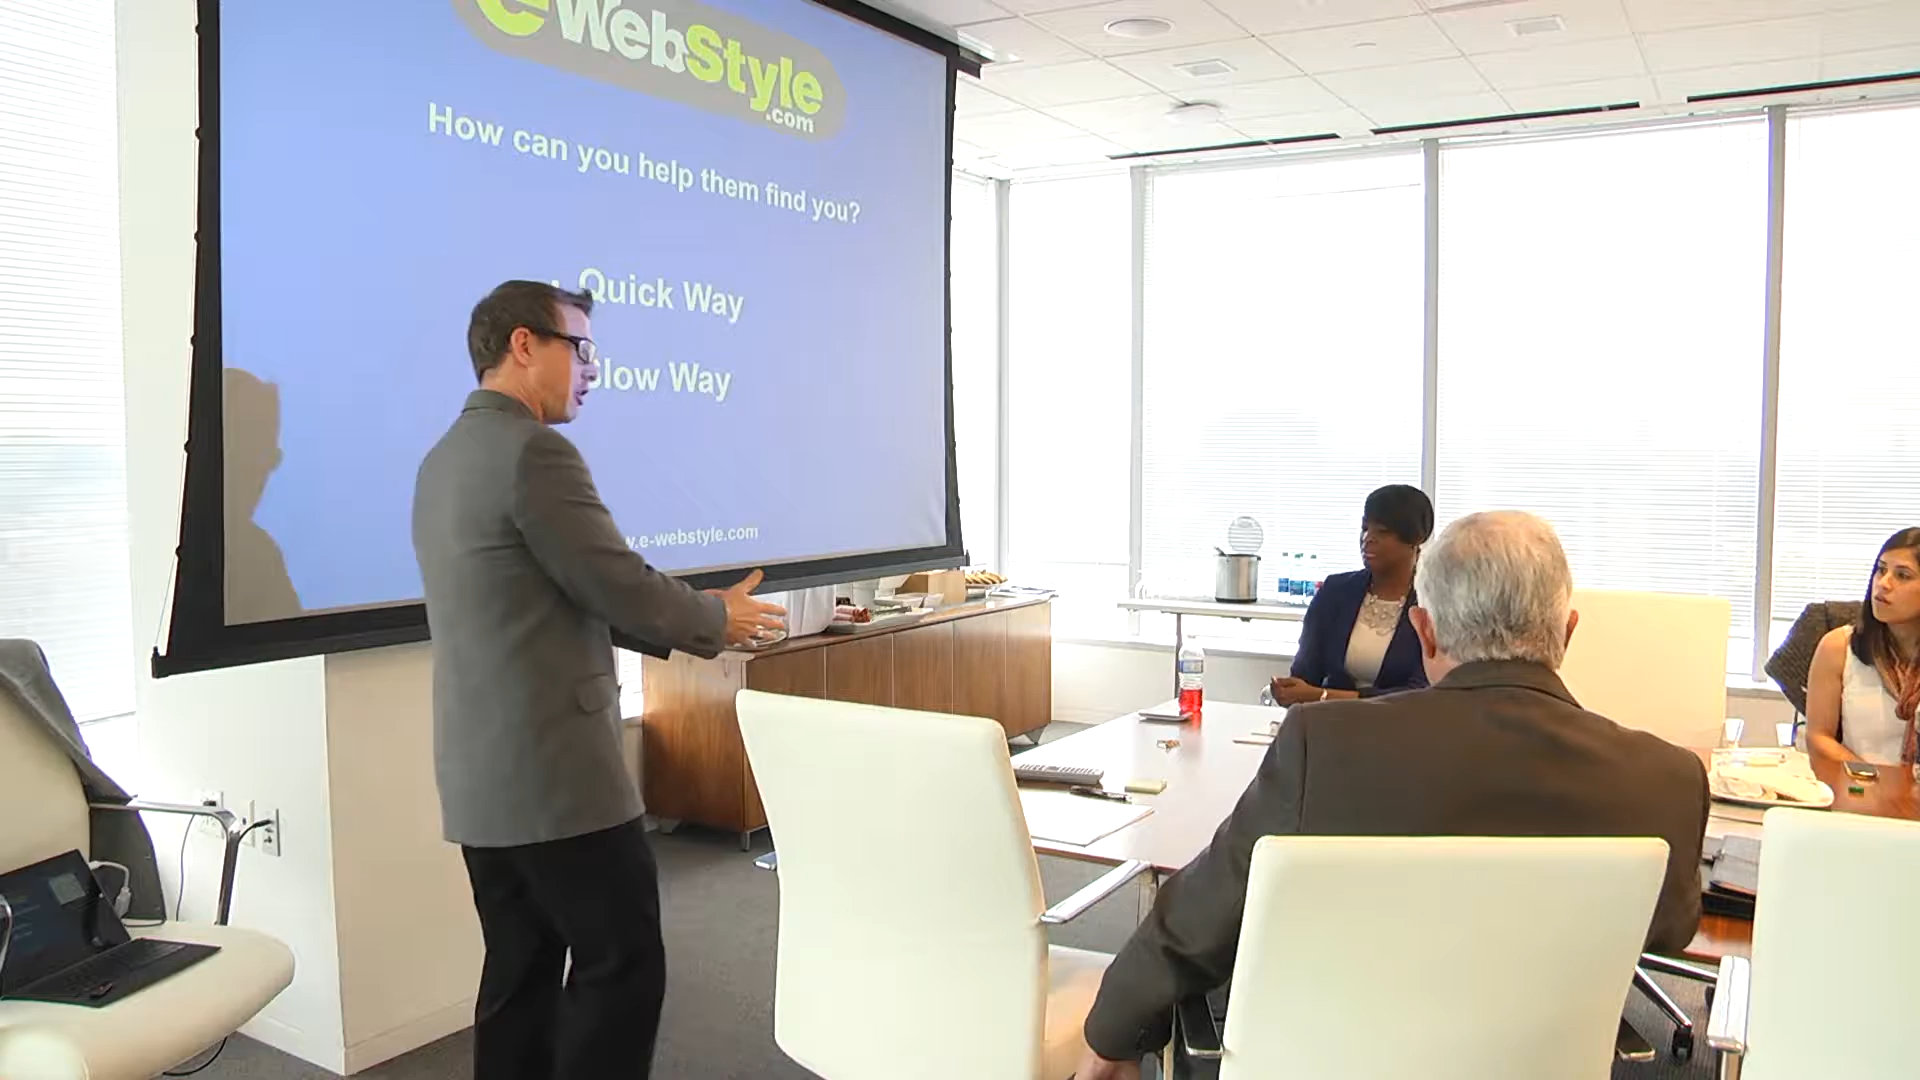 eWebStyle
.com
How can you help them find you?
Quick Way
Slow Way
w.e-webstyle.com